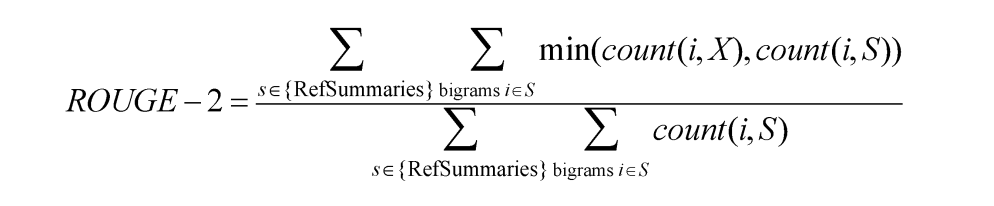 ∑ ∑ min(count(i, X), count(i, S))
s∈{RefSummaries} bigrams i∈S
ROUGE − 2 =
∑ ∑ count(i, S)
s∈{RefSummaries} bigrams i∈S